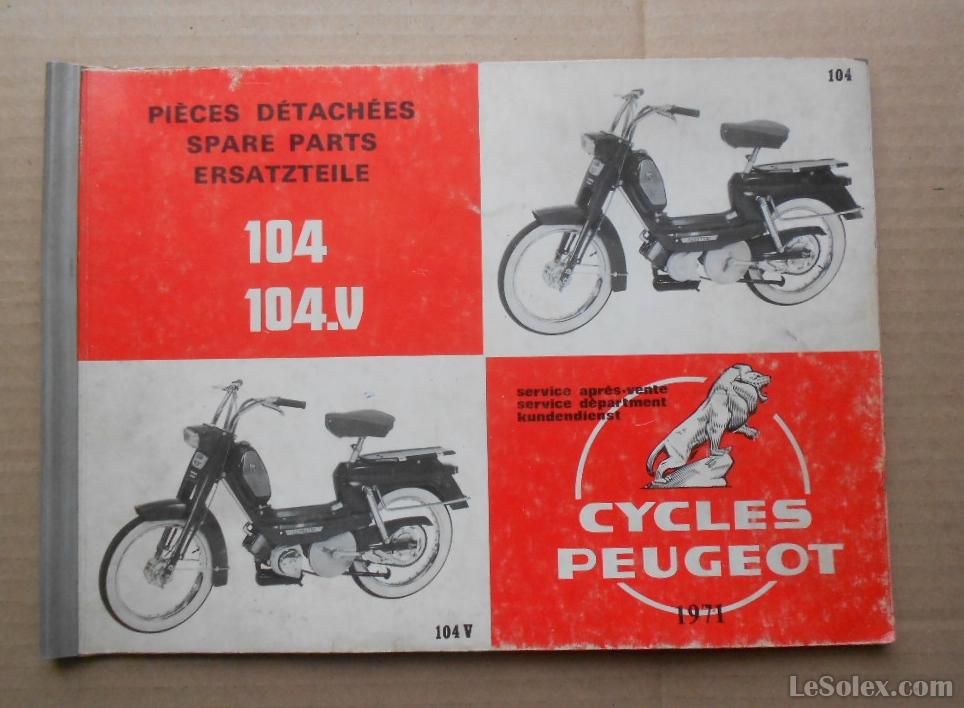 PIÈCES DÉTACHÉES
SPARE PARTS
ERSATZTEILE
104
104.V
104
104 V
service après-vente
service départment
kundendienst
CYCLES
PEUGEOT
1971
LeSolex.com